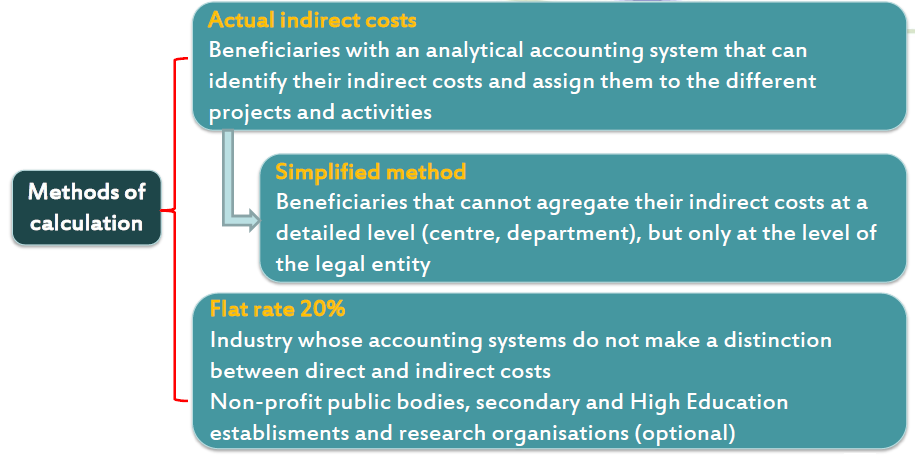 Actual indirect costs
Beneficiaries with an analytical accounting system that can
identify their indirect costs and assign them to the different
projects and activities
Methods of
calculation
Simplified method
Beneficiaries that cannot agregate their indirect costs at a
detailed level (centre, department), but only at the level of
the legal entity
Flat rate 20%
Industry whose accounting systems do not make a distinction
between direct and indirect costs
Non-profit public bodies, secondary and High Education
establisments and research organisations (optional)